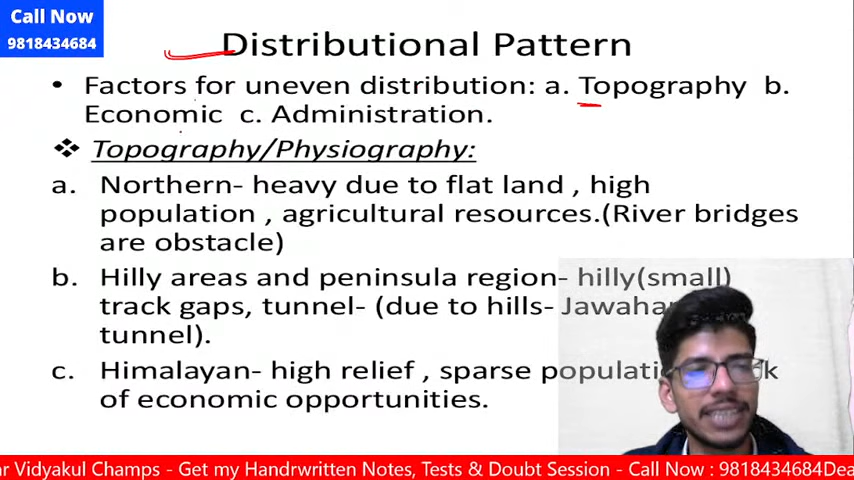 Call Now
9818434684
Distributional Pattern
• Factors for uneven distribution: a. Topography b.
Economic c. Administration.
❖ Topography/Physiography:
a. Northern- heavy due to flat land , high
population , agricultural resources.(River bridges
are obstacle)
b. Hilly areas and peninsula region- hilly(small)
track gaps, tunnel- (due to hills-
tunnel).
c. Himalayan- high relief , sparse
of economic opportunities.
ar Vidyakul Champs - Get my Handrwritten Notes, Tests & Doubt Session - Call Now : 9818434684Dea